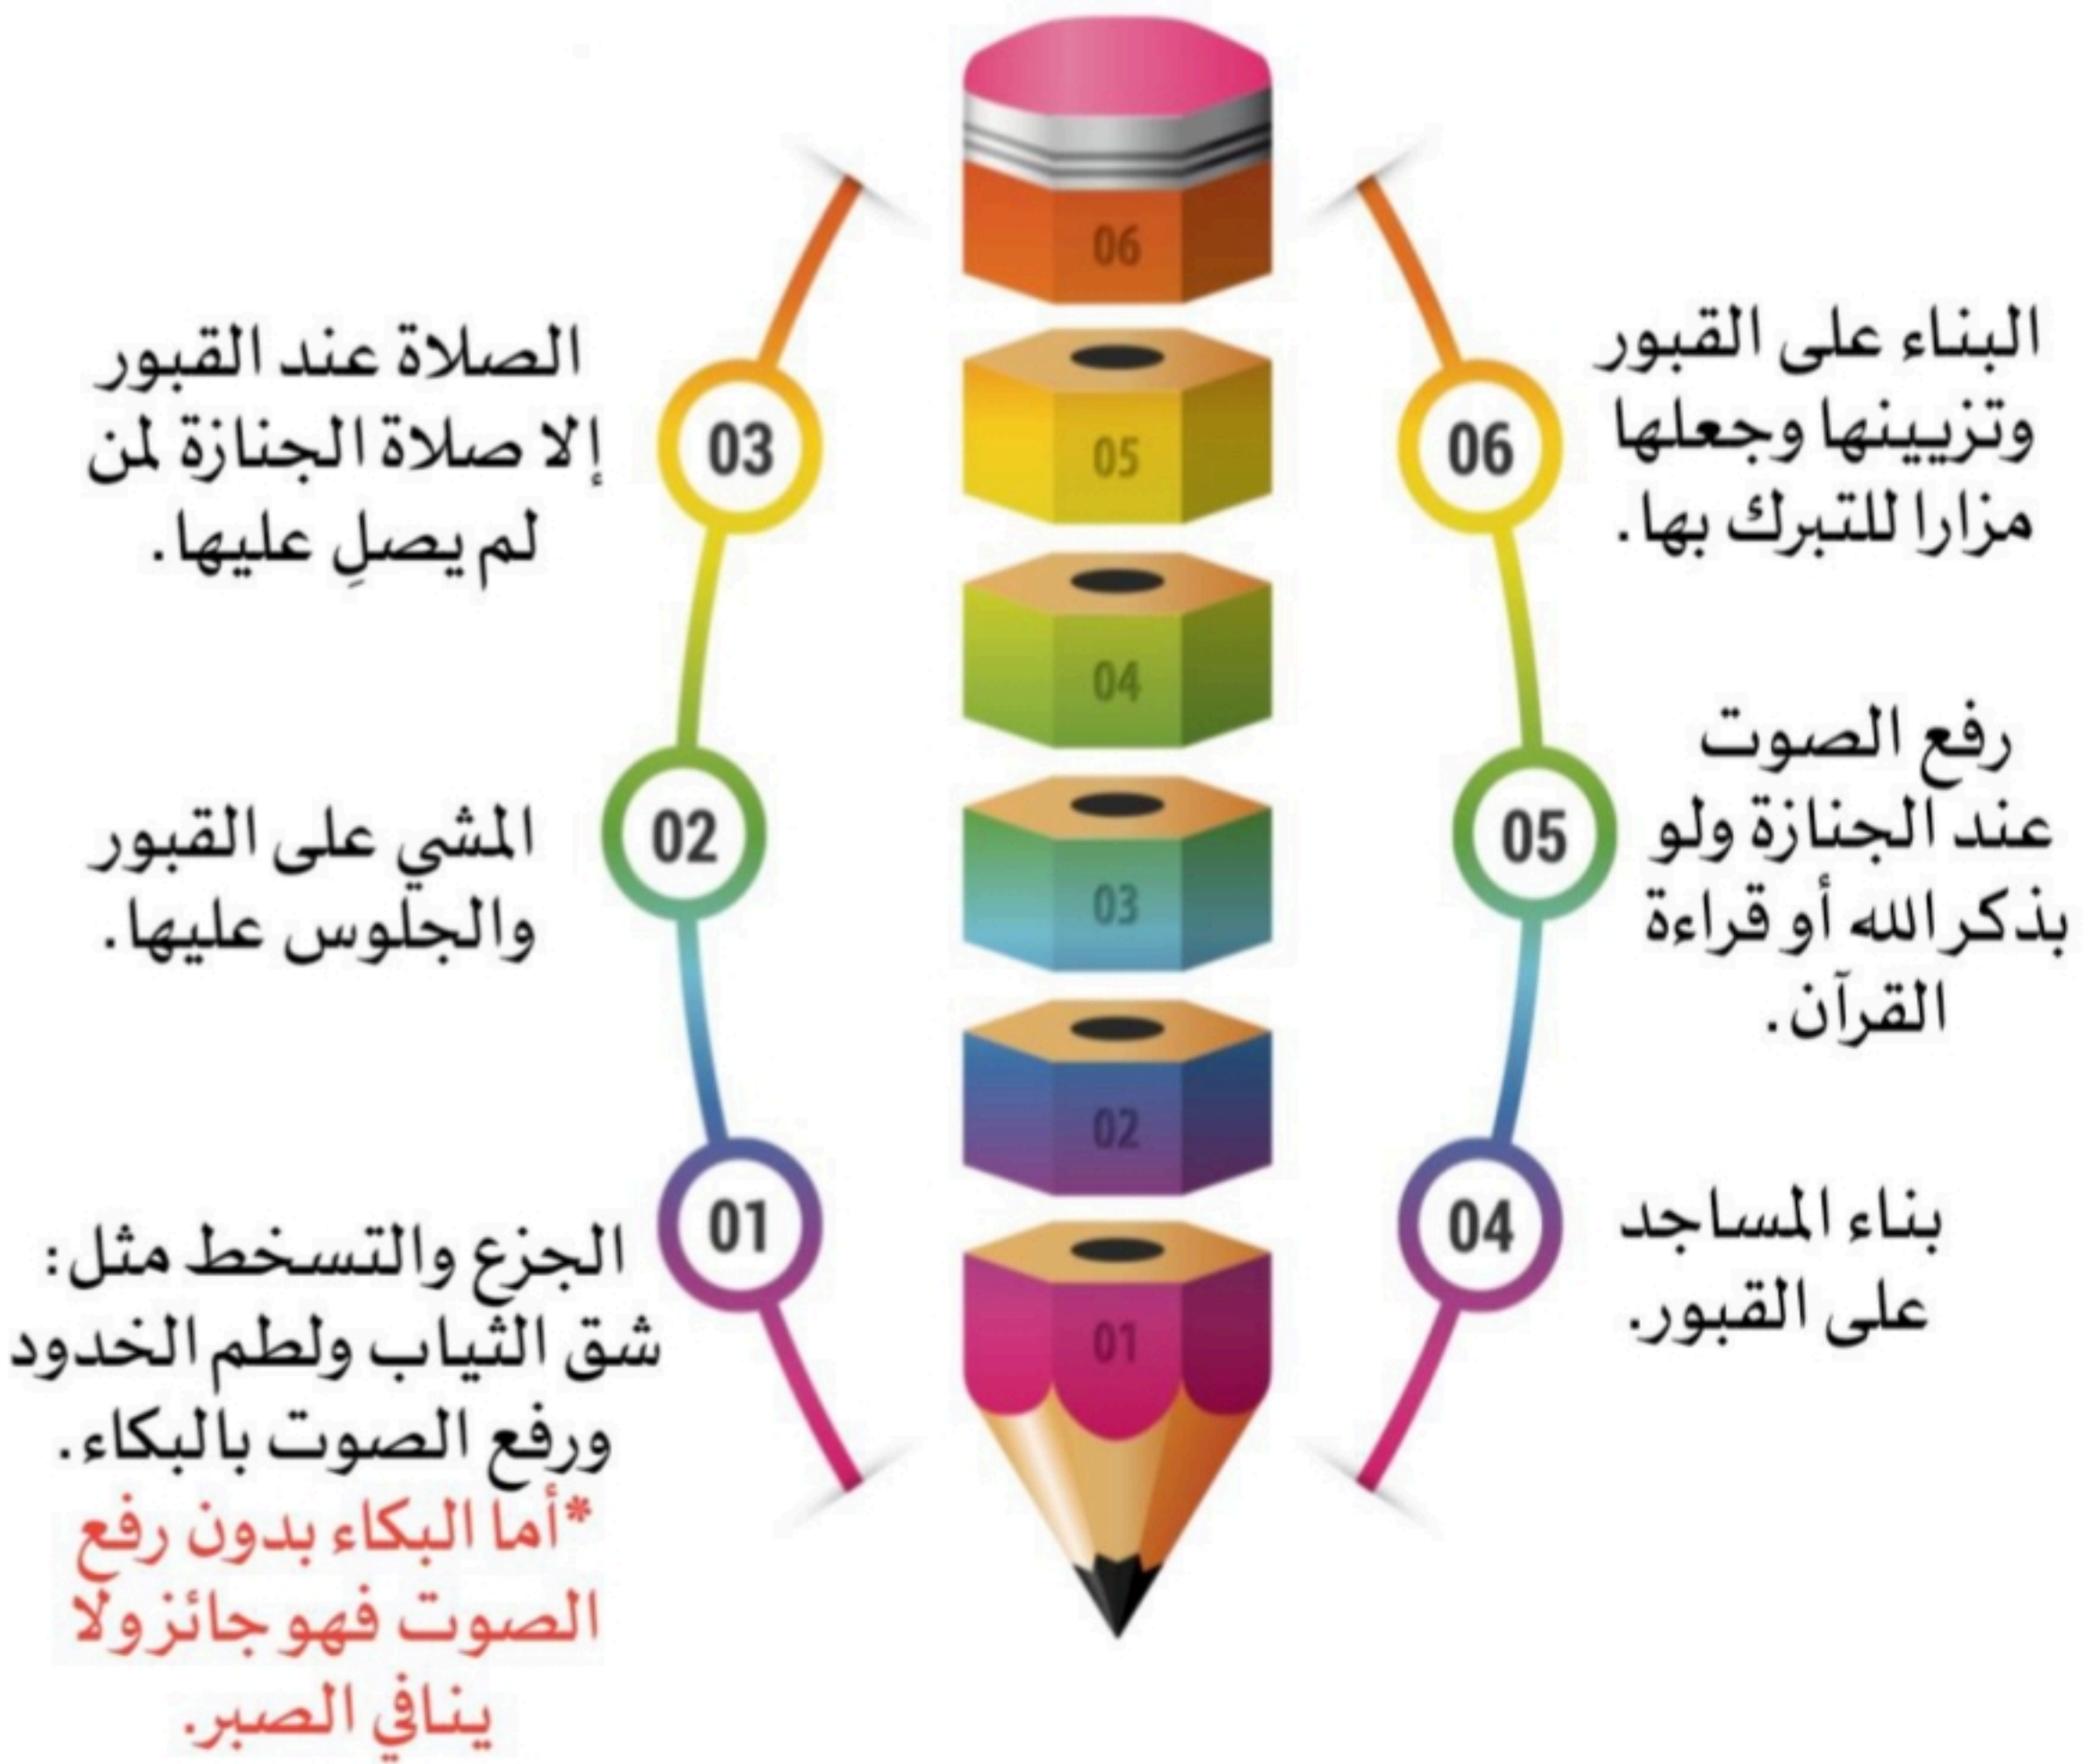 06
البناء على القبور
وتزيينها وجعلها
مزارا للتبرك بها.
05
رفع الصوت
عند الجنازة ولو
بذكر الله أو قراءة
القرآن.
04
بناء المساجد
على القبور.
06
05
04
03
02
01
03
الصلاة عند القبور
إلا صلاة الجنازة لمن
لم يصلِ عليها.
02
المشي على القبور
والجلوس عليها.
01
الجزع والتسخط مثل:
شق الثياب ولطم الخدود
ورفع الصوت بالبكاء.
*أما البكاء بدون رفع
الصوت فهو جائز ولا
ينافي الصبر.